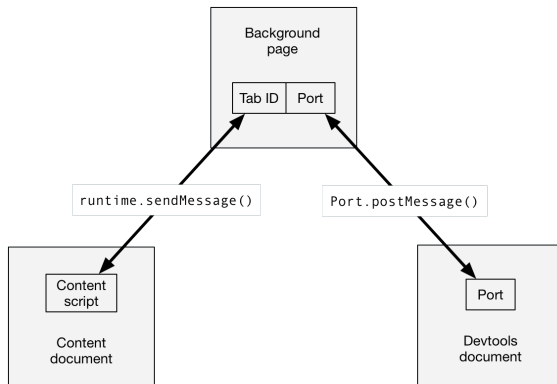 Background
page
Tab ID
Port
runtime.sendMessage()
Port.postMessage()
Content
script
Content
document
Port
Devtools
document